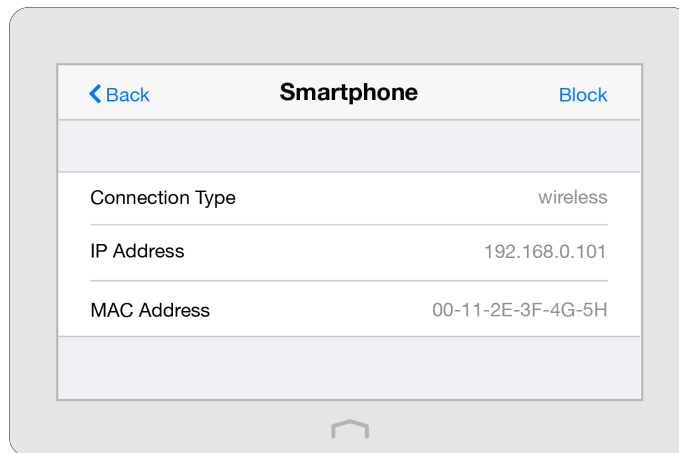 Back Smartphone Block
Connection Type wireless
IP Address 192.168.0.101
MAC Address 00-11-2E-3F-4G-5H